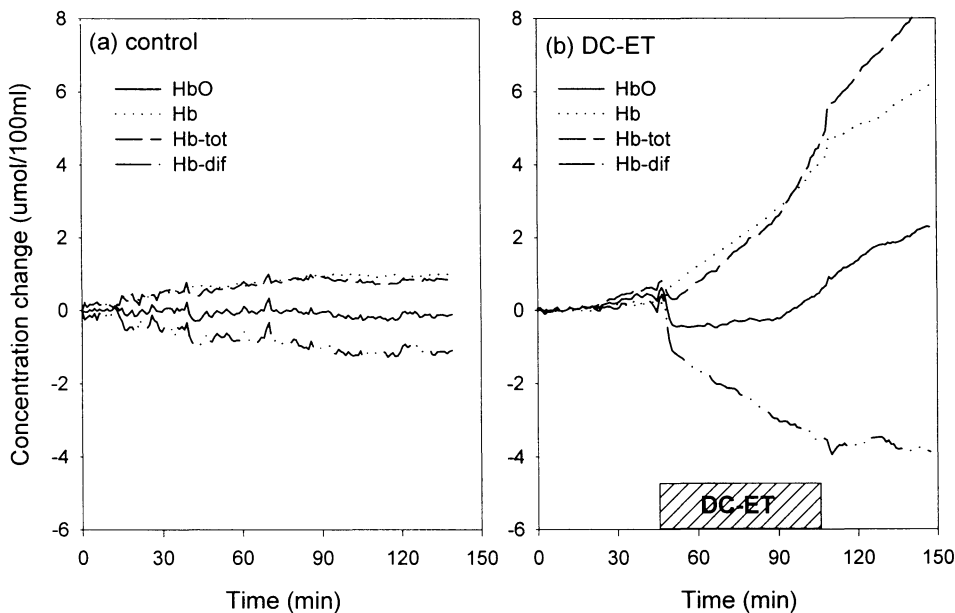 Concentration change (umol/100ml)
8
6
4
2
0
-2
-4
-6
(a) control
HbO
Hb
Hb-tot
Hb-dif
0 30 60 90 120 150
Time (min)
8
6
4
2
0
-2
-4
-6
(b) DC-ET
HbO
Hb
Hb-tot
Hb-dif
DC-ET
0 30 60 90 120 150
Time (min)